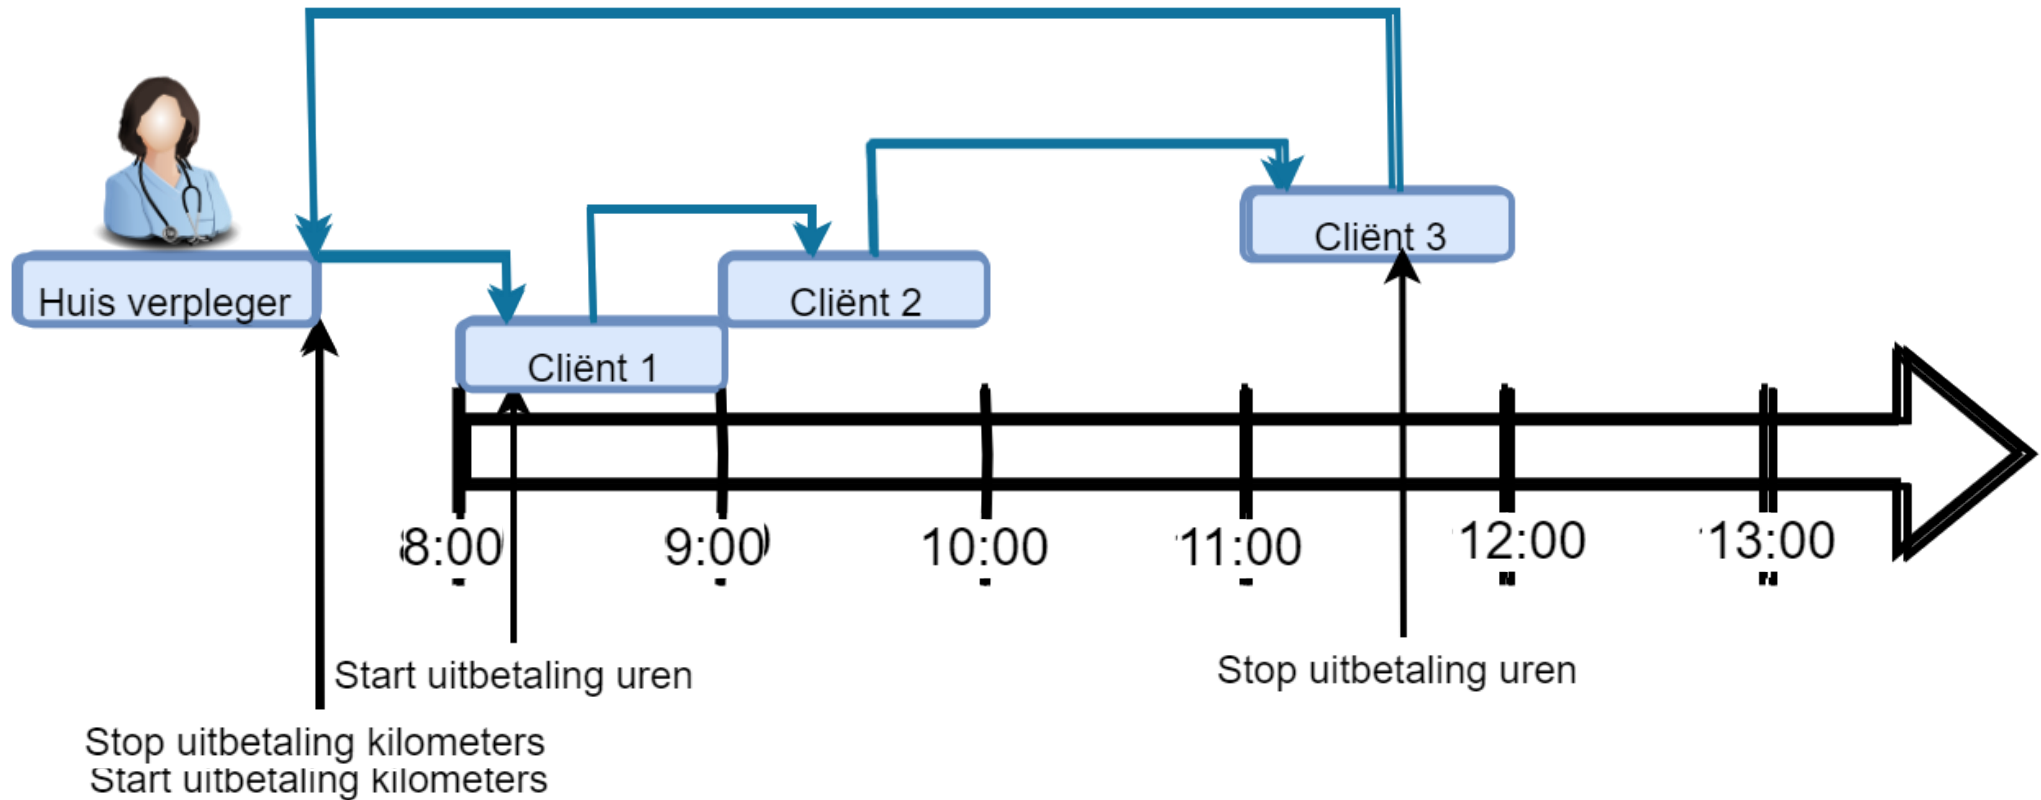 Cliënt 3
Huis verpleger
Cliënt 2
Cliënt 1
8:00
9:00
10:00
11:00
12:00
13:00
Start uitbetaling uren
Stop uitbetaling uren
Stop uitbetaling kilometers
Start uitbetaling kilometers